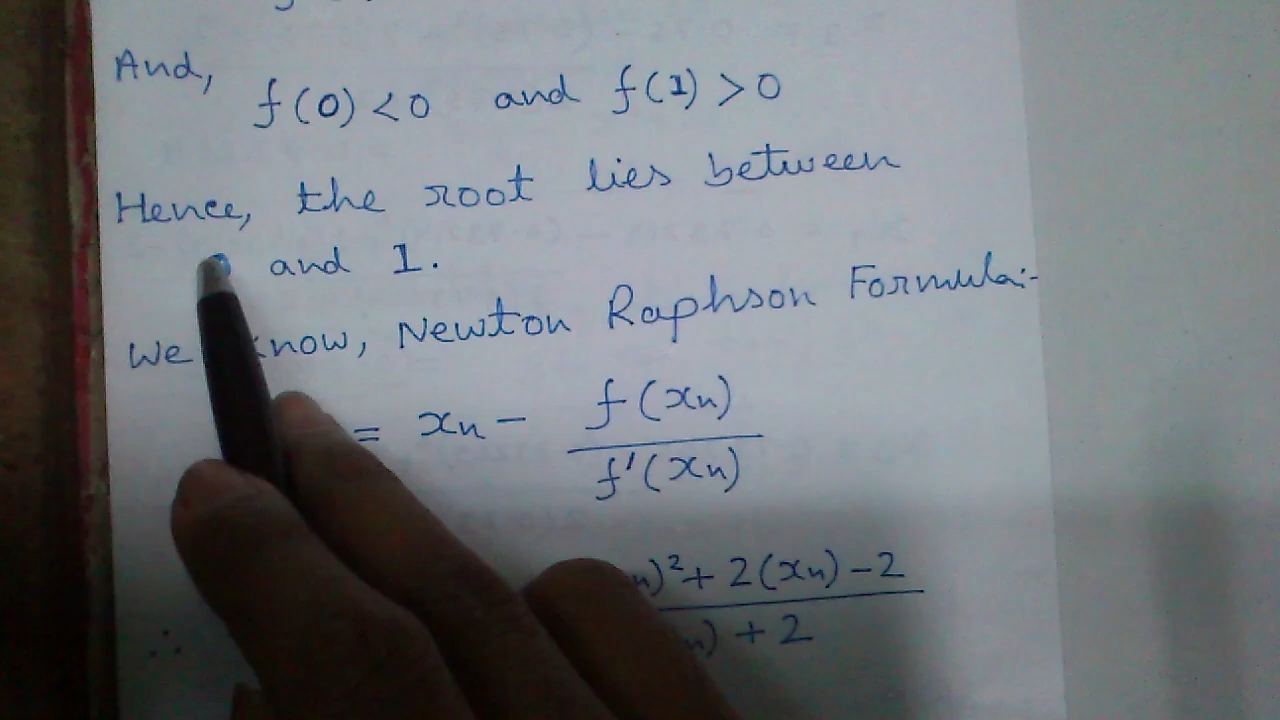 And,
f(0) < 0 and f(1) > 0
Hence, the root lies between
and 1.
We know, Newton Raphson Formula:-
= xn - f(xn)
f'(xn)
n)² + 2(xn) - 2
n) + 2
∴